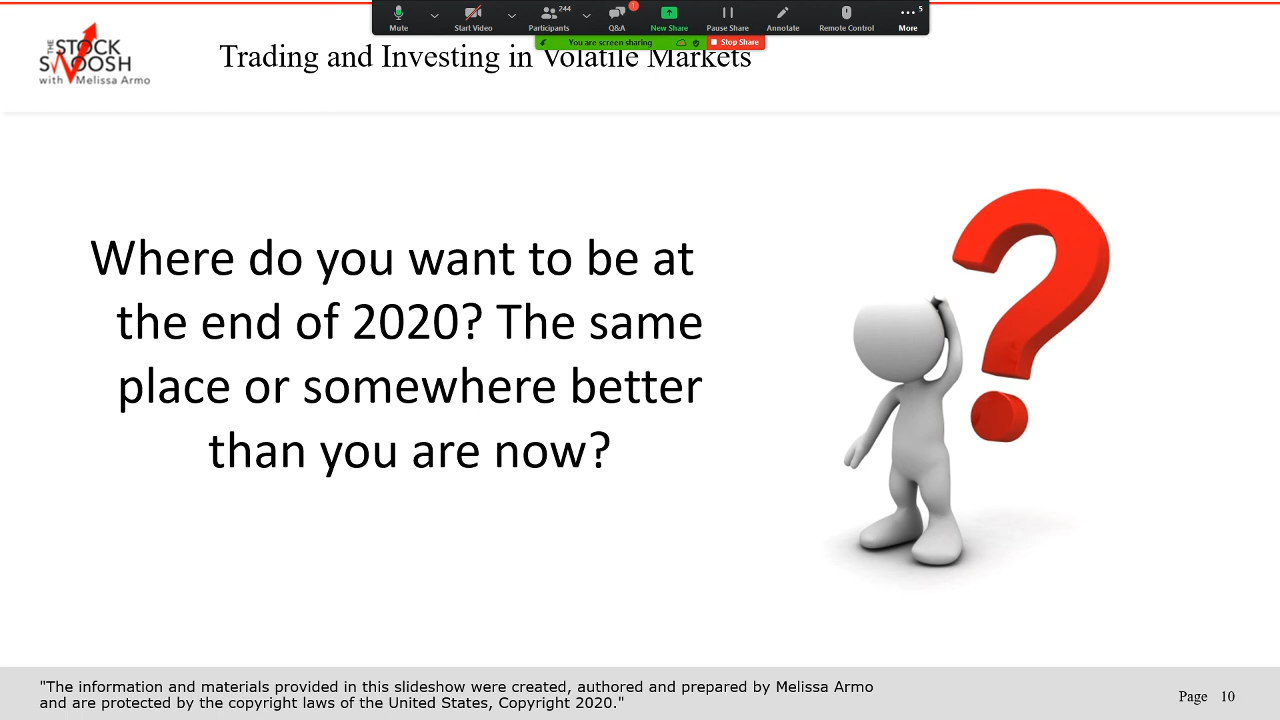 244
5
1
Mute
Start Video
Participants
Q&A
New Share
Pause Share
Annotate
Remote Control
More
You are screen sharing
Stop Share
THE STOCK
SWOOSH
with Melissa Armo
Trading and Investing in Volatile Markets
Where do you want to be at
the end of 2020? The same
place or somewhere better
than you are now?
"The information and materials provided in this slideshow were created, authored and prepared by Melissa Armo
and are protected by the copyright laws of the United States, Copyright 2020."
Page 10